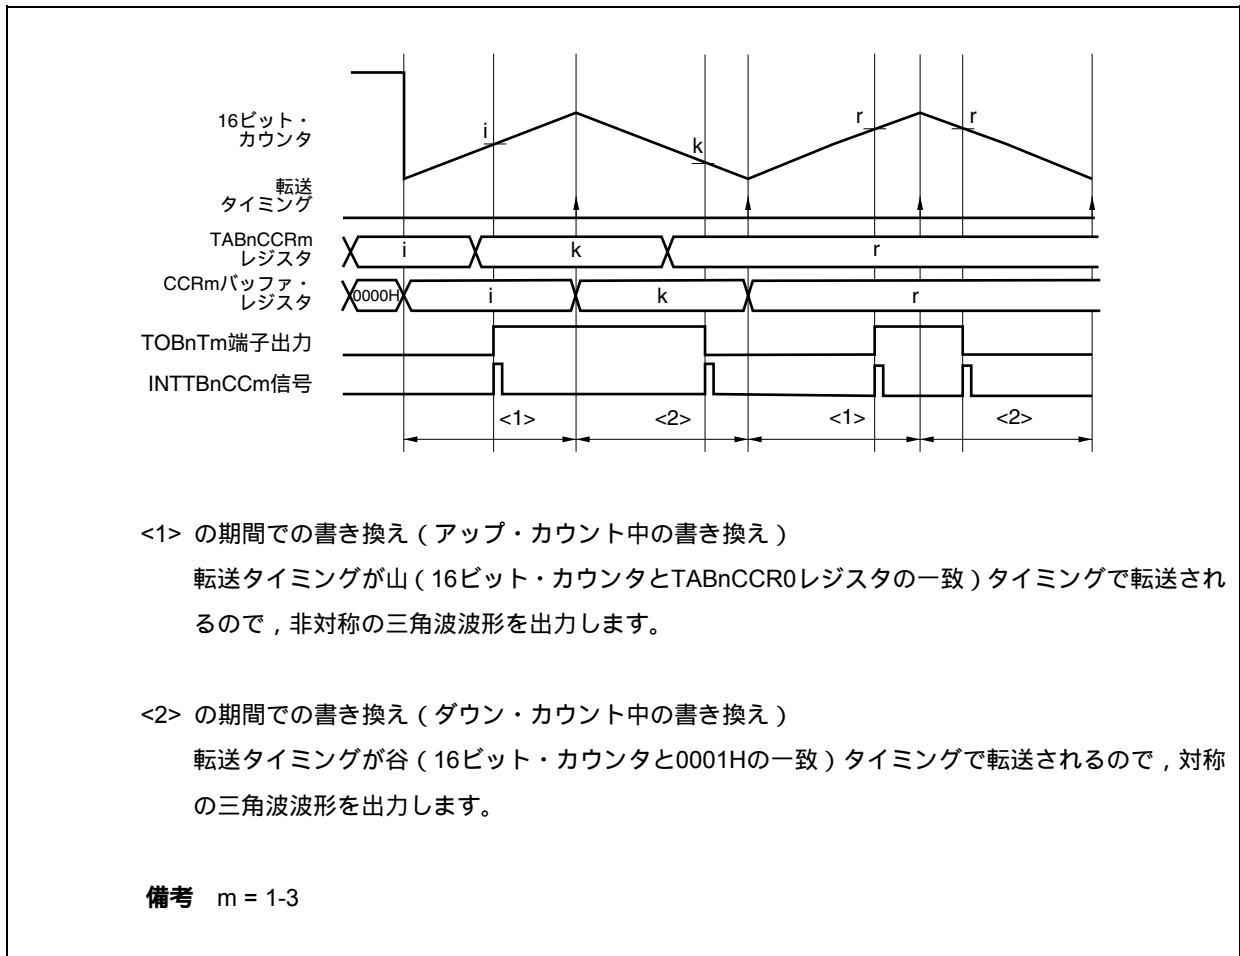 i
k
r
r
16ビット・
カウンタ
転送
タイミング
TABnCCRm
レジスタ
i
k
r
CCRmバッファ・
レジスタ
0000H
i
k
r
TOBnTm端子出力
INTTBnCCm信号
<1>
<2>
<1>
<2>
<1> の期間での書き換え(アップ・カウント中の書き換え)
転送タイミングが山(16ビット・カウンタとTABnCCR0レジスタの一致)タイミングで転送され
るので,非対称の三角波波形を出力します。
<2> の期間での書き換え(ダウン・カウント中の書き換え)
転送タイミングが谷(16ビット・カウンタと0001Hの一致)タイミングで転送されるので,対称
の三角波波形を出力します。
備考 m = 1-3